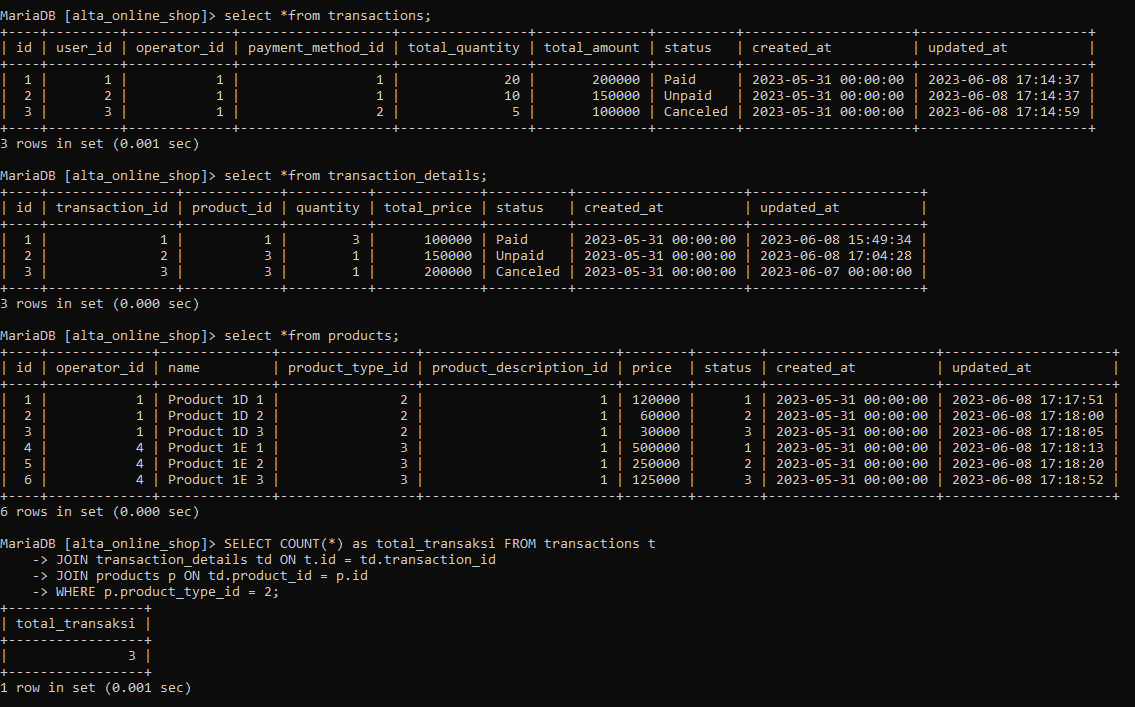 MariaDB [alta_online_shop]> select *from transactions;
+----+---------+-------------+-------------------+----------------+--------------+----------+---------------------+---------------------+
| id | user_id | operator_id | payment_method_id | total_quantity | total_amount | status   | created_at          | updated_at          |
+----+---------+-------------+-------------------+----------------+--------------+----------+---------------------+---------------------+
|  1 |       1 |           1 |                 1 |             20 |       200000 | Paid     | 2023-05-31 00:00:00 | 2023-06-08 17:14:37 |
|  2 |       2 |           1 |                 1 |             10 |       150000 | Unpaid   | 2023-05-31 00:00:00 | 2023-06-08 17:14:37 |
|  3 |       3 |           1 |                 2 |              5 |       100000 | Canceled | 2023-05-31 00:00:00 | 2023-06-08 17:14:59 |
+----+---------+-------------+-------------------+----------------+--------------+----------+---------------------+---------------------+
3 rows in set (0.001 sec)
MariaDB [alta_online_shop]> select *from transaction_details;
+----+----------------+------------+----------+-------------+----------+---------------------+---------------------+
| id | transaction_id | product_id | quantity | total_price | status   | created_at          | updated_at          |
+----+----------------+------------+----------+-------------+----------+---------------------+---------------------+
|  1 |              1 |          1 |        3 |      100000 | Paid     | 2023-05-31 00:00:00 | 2023-06-08 15:49:34 |
|  2 |              2 |          3 |        1 |      150000 | Unpaid   | 2023-05-31 00:00:00 | 2023-06-08 17:04:28 |
|  3 |              3 |          3 |        1 |      200000 | Canceled | 2023-05-31 00:00:00 | 2023-06-07 00:00:00 |
+----+----------------+------------+----------+-------------+----------+---------------------+---------------------+
3 rows in set (0.000 sec)
MariaDB [alta_online_shop]> select *from products;
+----+-------------+--------------+-----------------+------------------------+--------+--------+---------------------+---------------------+
| id | operator_id | name         | product_type_id | product_description_id | price  | status | created_at          | updated_at          |
+----+-------------+--------------+-----------------+------------------------+--------+--------+---------------------+---------------------+
|  1 |           1 | Product 1D 1 |               2 |                      1 | 120000 |      1 | 2023-05-31 00:00:00 | 2023-06-08 17:17:51 |
|  2 |           1 | Product 1D 2 |               2 |                      1 |  60000 |      2 | 2023-05-31 00:00:00 | 2023-06-08 17:18:00 |
|  3 |           1 | Product 1D 3 |               2 |                      1 |  30000 |      3 | 2023-05-31 00:00:00 | 2023-06-08 17:18:05 |
|  4 |           4 | Product 1E 1 |               3 |                      1 | 500000 |      1 | 2023-05-31 00:00:00 | 2023-06-08 17:18:13 |
|  5 |           4 | Product 1E 2 |               3 |                      1 | 250000 |      2 | 2023-05-31 00:00:00 | 2023-06-08 17:18:20 |
|  6 |           4 | Product 1E 3 |               3 |                      1 | 125000 |      3 | 2023-05-31 00:00:00 | 2023-06-08 17:18:52 |
+----+-------------+--------------+-----------------+------------------------+--------+--------+---------------------+---------------------+
6 rows in set (0.000 sec)
MariaDB [alta_online_shop]> SELECT COUNT(*) as total_transaksi FROM transactions t
    -> JOIN transaction_details td ON t.id = td.transaction_id
    -> JOIN products p ON td.product_id = p.id
    -> WHERE p.product_type_id = 2;
+-----------------+
| total_transaksi |
+-----------------+
|               3 |
+-----------------+
1 row in set (0.001 sec)